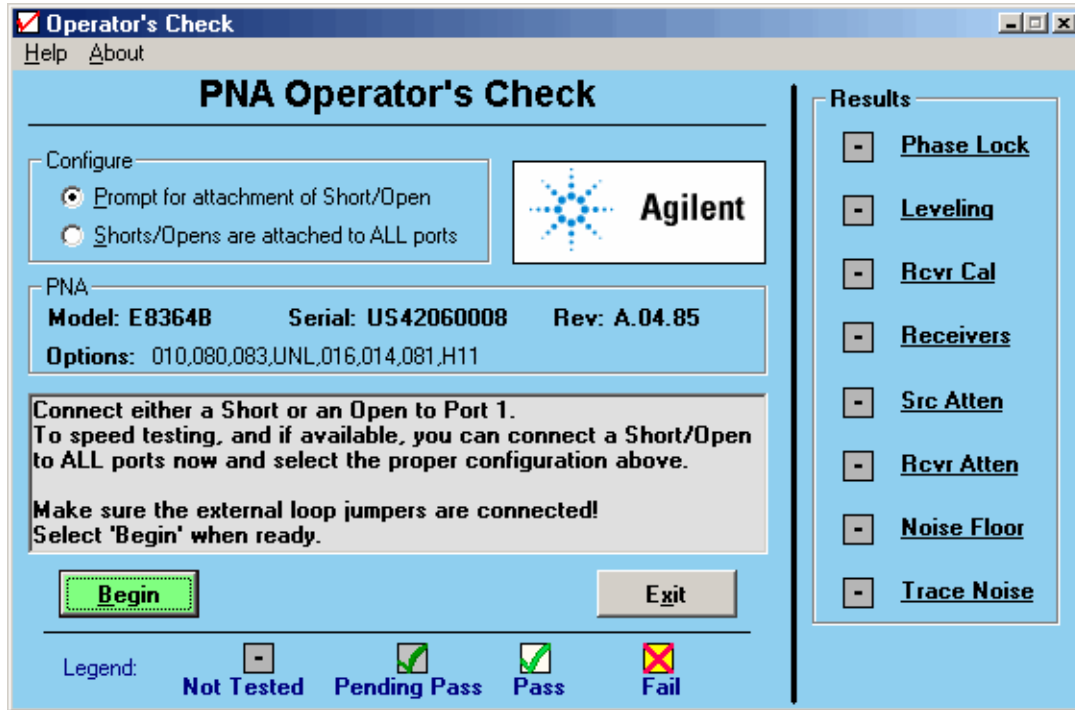 Operator's Check
Help About
PNA Operator's Check
Configure
Prompt for attachment of Short/Open
Shorts/Opens are attached to ALL ports
Agilent
PNA
Model: E8364B Serial: US42060008 Rev: A.04.85
Options: 010,080,083,UNL,016,014,081,H11
Connect either a Short or an Open to Port 1.
To speed testing, and if available, you can connect a Short/Open
to ALL ports now and select the proper configuration above.
Make sure the external loop jumpers are connected!
Select 'Begin' when ready.
Begin
Exit
Legend:
-
Not Tested
Pending Pass
Pass
Fail
Results
- Phase Lock
- Leveling
- Rcvr Cal
- Receivers
- Src Atten
- Rcvr Atten
- Noise Floor
- Trace Noise